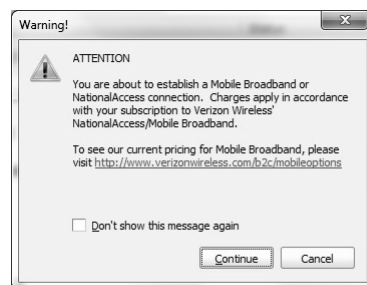 Warning!
ATTENTION
You are about to establish a Mobile Broadband or
NationalAccess connection. Charges apply in accordance
with your subscription to Verizon Wireless'
NationalAccess/Mobile Broadband.
To see our current pricing for Mobile Broadband, please
visit http://www.verizonwireless.com/b2c/mobileoptions
Don't show this message again
Continue Cancel